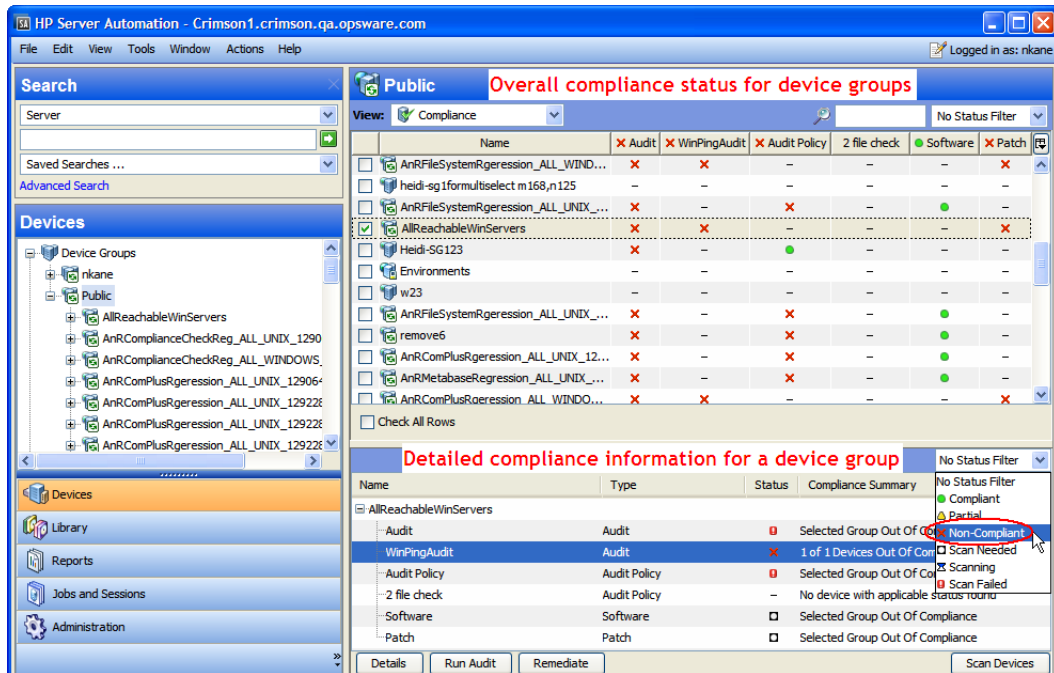 HP Server Automation - Crimson1.crimson.qa.opsware.com
File Edit View Tools Window Actions Help
Logged in as: nkane
Search
Server
Saved Searches ...
Advanced Search
Devices
Device Groups
nkane
Public
AllReachableWinServers
AnRComplianceCheckReg_ALL_UNIX_1290
AnRComplianceCheckReg_ALL_WINDOWS_
AnRComPlusRgeression_ALL_UNIX_12906
AnRComPlusRgeression_ALL_UNIX_129228
AnRComPlusRgeression_ALL_UNIX_129228
AnRComPlusRgeression_ALL_UNIX_129228
Devices
Library
Reports
Jobs and Sessions
Administration
»
Public
Overall compliance status for device groups
View: Compliance
No Status Filter
Name Audit WinPingAudit Audit Policy 2 file check Software Patch
AnRFileSystemRgeression_ALL_WIND... – – –
heidi-sg1formultiselect m168,n125 – – – – – –
AnRFileSystemRgeression_ALL_UNIX_... – – –
AllReachableWinServers – – –
Heidi-SG123 – – – –
Environments – – – – – –
w23 – – – – – –
AnRFileSystemRgeression_ALL_UNIX_... – – –
remove6 – – –
AnRComPlusRgeression_ALL_UNIX_12... – – –
AnRMetabaseRegression_ALL_UNIX_... – – –
AnRComPlusRgeression_ALL_WINDO... – – –
Check All Rows
Detailed compliance information for a device group
No Status Filter
Name Type Status Compliance Summary
AllReachableWinServers
Audit Audit Selected Group Out Of
WinPingAudit Audit 1 of 1 Devices Out Of Com
Audit Policy Audit Policy Selected Group Out Of Co
2 file check Audit Policy – No device with applicable status found
Software Software Selected Group Out Of Compliance
Patch Patch Selected Group Out Of Compliance
No Status Filter
Compliant
Partial
Non-Compliant
Scan Needed
Scanning
Scan Failed
Details Run Audit Remediate Scan Devices